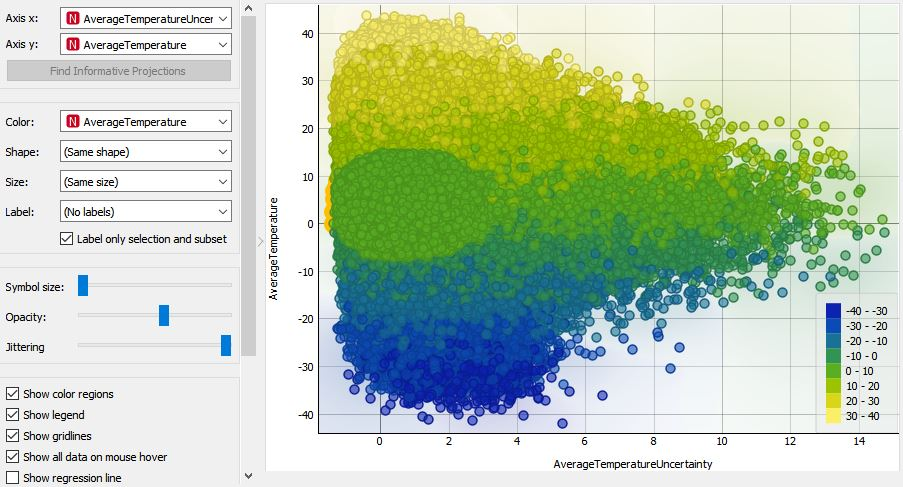 Axis x: N AverageTemperatureUncer
Axis y: N AverageTemperature
Find Informative Projections
Color: N AverageTemperature
Shape: (Same shape)
Size: (Same size)
Label: (No labels)
Label only selection and subset
Symbol size:
Opacity:
Jittering
Show color regions
Show legend
Show gridlines
Show all data on mouse hover
Show regression line
AverageTemperature
40
30
20
10
0
-10
-20
-30
-40
0 2 4 6 8 10 12 14
AverageTemperatureUncertainty
-40 - -30
-30 - -20
-20 - -10
-10 - 0
0 - 10
10 - 20
20 - 30
30 - 40